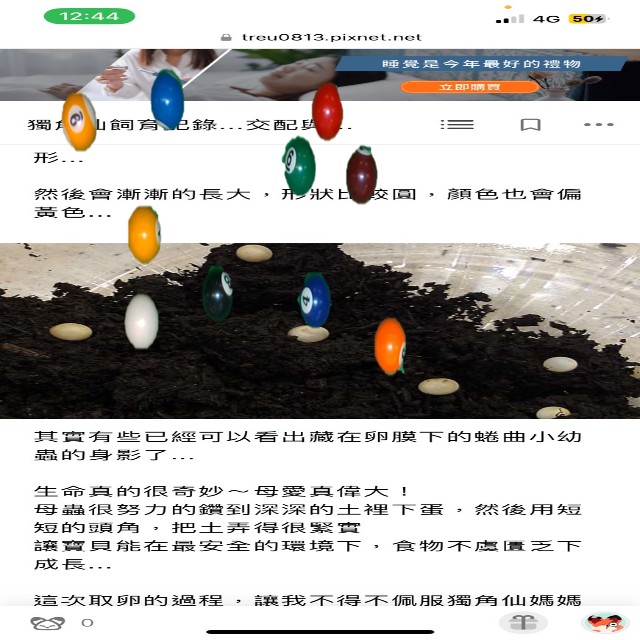 12:44
4G 50
treu0813.pixnet.net
睡覺是今年最好的禮物
立即購買
獨角仙飼育記錄...交配與...
形...
然後會漸漸的長大，形狀比較圓，顏色也會偏
黃色...
6
6
4
其實有些已經可以看出藏在卵膜下的蜷曲小幼
蟲的身影了...
生命真的很奇妙～母愛真偉大！
母蟲很努力的鑽到深深的土裡下蛋，然後用短
短的頭角，把土弄得很緊實
讓寶貝能在最安全的環境下，食物不虞匱乏下
成長...
這次取卵的過程，讓我不得不佩服獨角仙媽媽
0